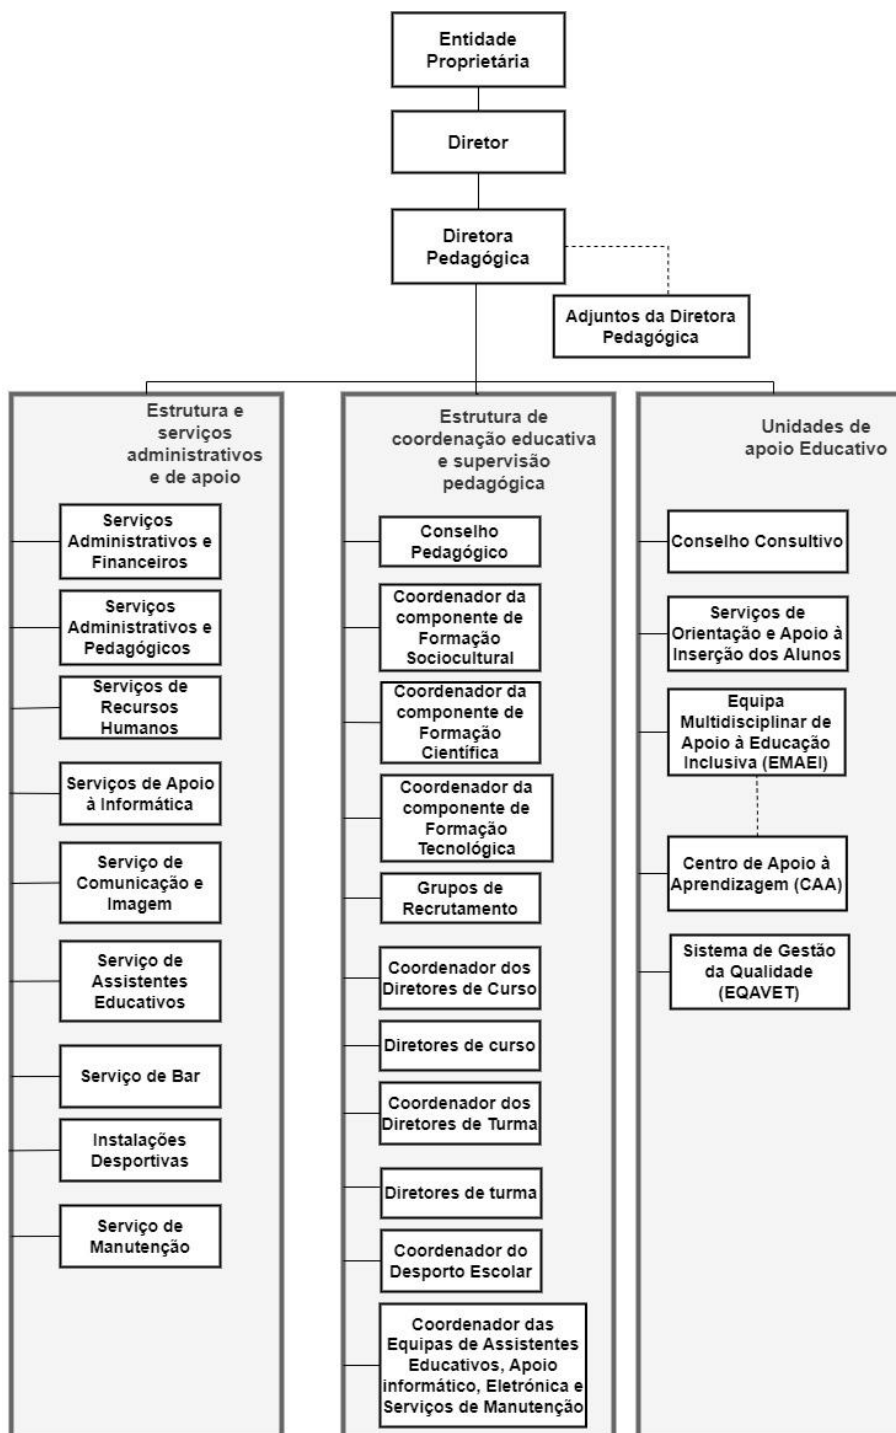 Entidade
Proprietária
Diretor
Diretora
Pedagógica
Adjuntos da Diretora
Pedagógica
Estrutura e
serviços
administrativos
e de apoio
Serviços
Administrativos e
Financeiros
Serviços
Administrativos e
Pedagógicos
Serviços de
Recursos
Humanos
Serviços de Apoio
à Informática
Serviço de
Comunicação e
Imagem
Serviço de
Assistentes
Educativos
Serviço de Bar
Instalações
Desportivas
Serviço de
Manutenção
Estrutura de
coordenação educativa
e supervisão
pedagógica
Conselho
Pedagógico
Coordenador da
componente de
Formação
Sociocultural
Coordenador da
componente de
Formação
Científica
Coordenador da
componente de
Formação
Tecnológica
Grupos de
Recrutamento
Coordenador dos
Diretores de Curso
Diretores de curso
Coordenador dos
Diretores de Turma
Diretores de turma
Coordenador do
Desporto Escolar
Coordenador das
Equipas de Assistentes
Educativos, Apoio
informático, Eletrónica e
Serviços de Manutenção
Unidades de
apoio Educativo
Conselho Consultivo
Serviços de
Orientação e Apoio à
Inserção dos Alunos
Equipa
Multidisciplinar de
Apoio à Educação
Inclusiva (EMAEI)
Centro de Apoio à
Aprendizagem (CAA)
Sistema de Gestão
da Qualidade
(EQAVET)